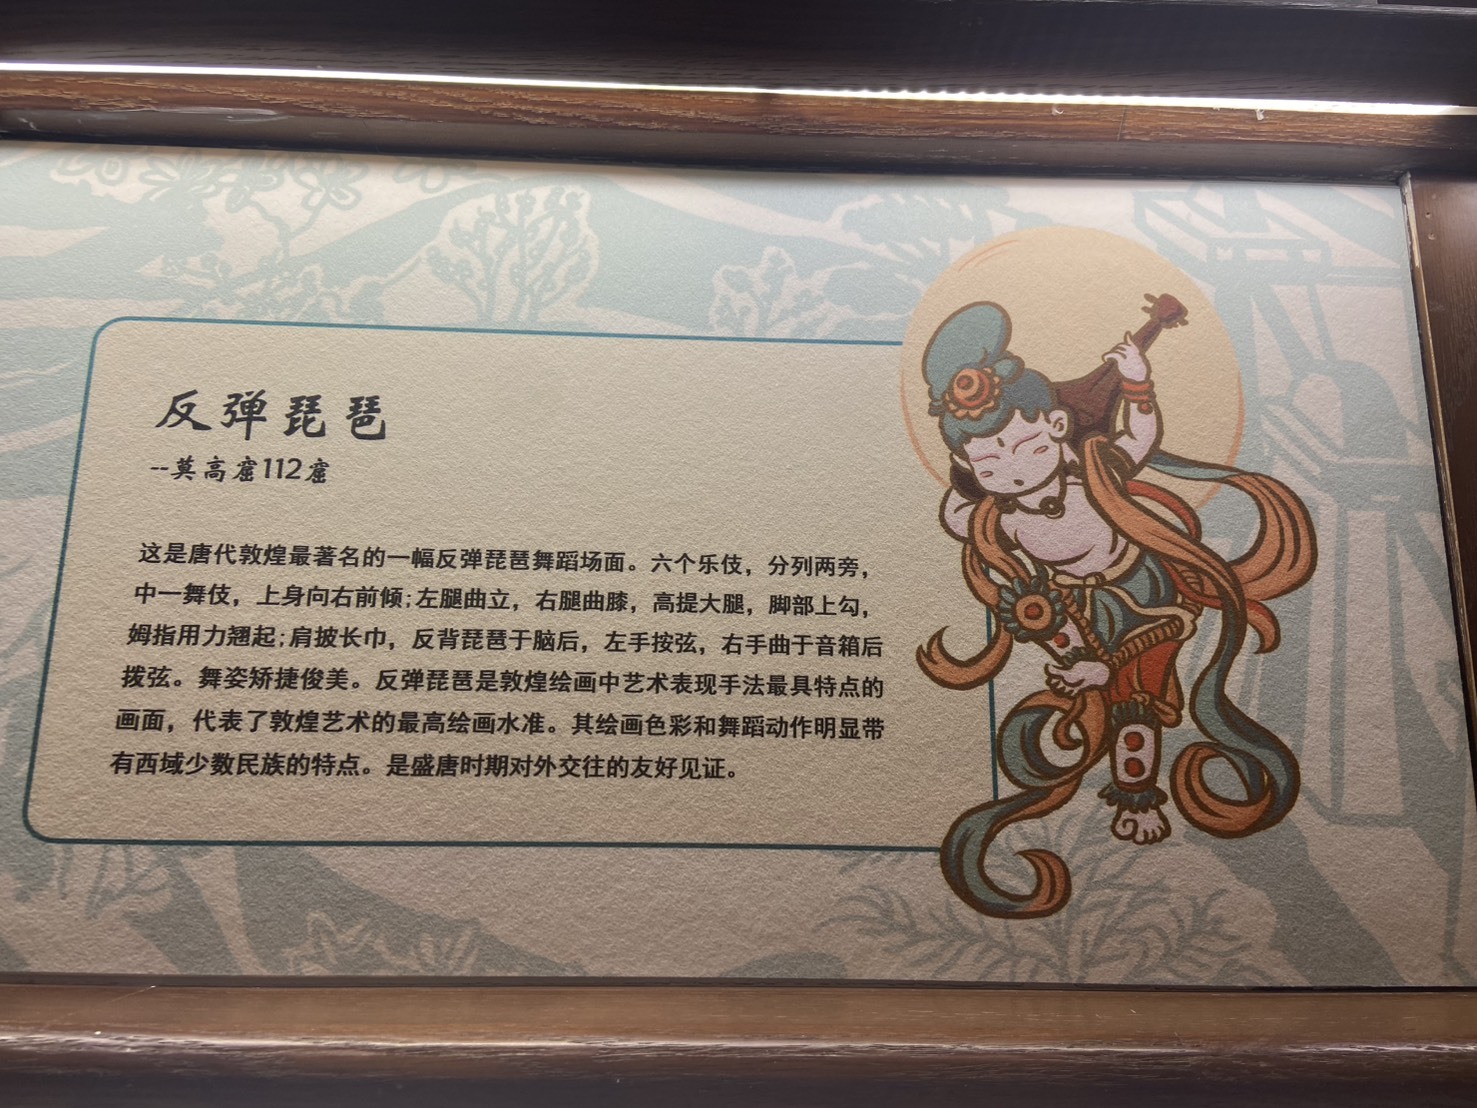 反弹琵琶
--莫高窟112窟
这是唐代敦煌最著名的一幅反弹琵琶舞蹈场面。六个乐伎，分列两旁，
中一舞伎，上身向右前倾;左腿曲立，右腿曲膝，高提大腿，脚部上勾，
姆指用力翘起;肩披长巾，反背琵琶于脑后，左手按弦，右手曲于音箱后
拨弦。舞姿矫捷俊美。反弹琵琶是敦煌绘画中艺术表现手法最具特点的
画面，代表了敦煌艺术的最高绘画水准。其绘画色彩和舞蹈动作明显带
有西域少数民族的特点。是盛唐时期对外交往的友好见证。